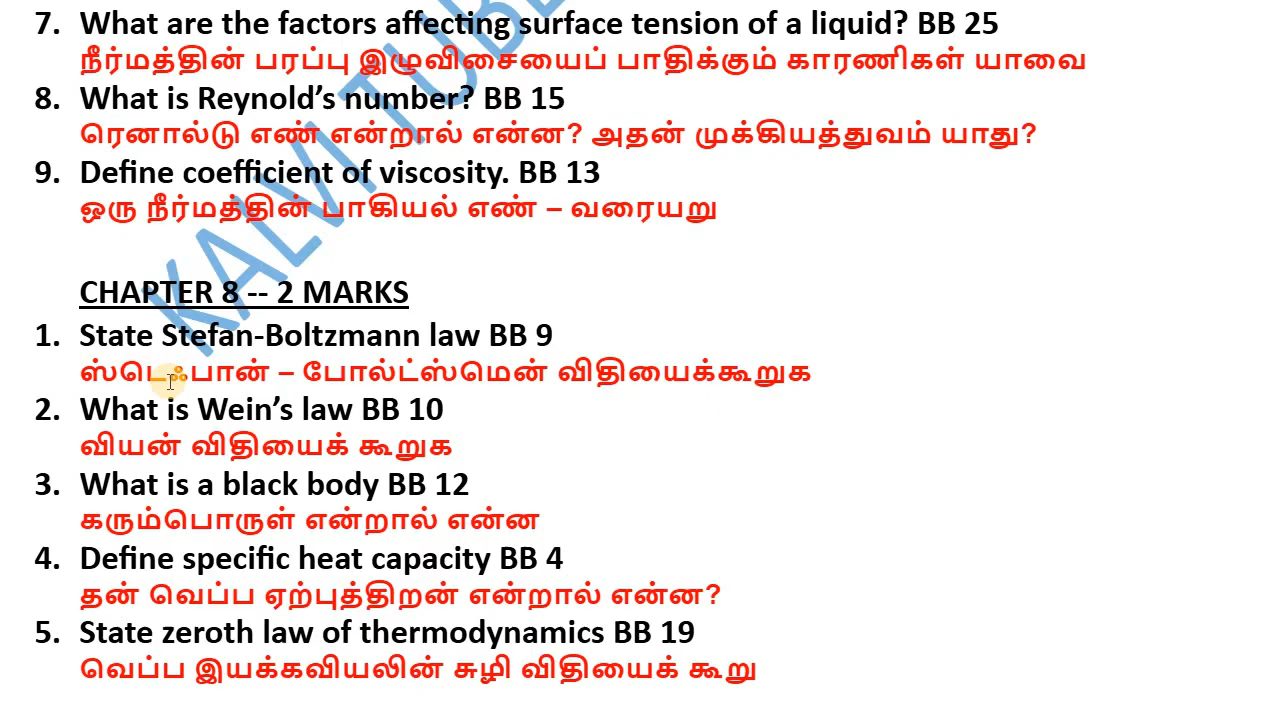 7. What are the factors affecting surface tension of a liquid? BB 25
நீர்மத்தின் பரப்பு இழுவிசையைப் பாதிக்கும் காரணிகள் யாவை
8. What is Reynold’s number? BB 15
ரெனால்டு எண் என்றால் என்ன? அதன் முக்கியத்துவம் யாது?
9. Define coefficient of viscosity. BB 13
ஒரு நீர்மத்தின் பாகியல் எண் – வரையறு
KALVI TUBE
CHAPTER 8 -- 2 MARKS
1. State Stefan-Boltzmann law BB 9
ஸ்டெஃபான் – போல்ட்ஸ்மென் விதியைக்கூறுக
2. What is Wein’s law BB 10
வியன் விதியைக் கூறுக
3. What is a black body BB 12
கரும்பொருள் என்றால் என்ன
4. Define specific heat capacity BB 4
தன் வெப்ப ஏற்புத்திறன் என்றால் என்ன?
5. State zeroth law of thermodynamics BB 19
வெப்ப இயக்கவியலின் சுழி விதியைக் கூறு